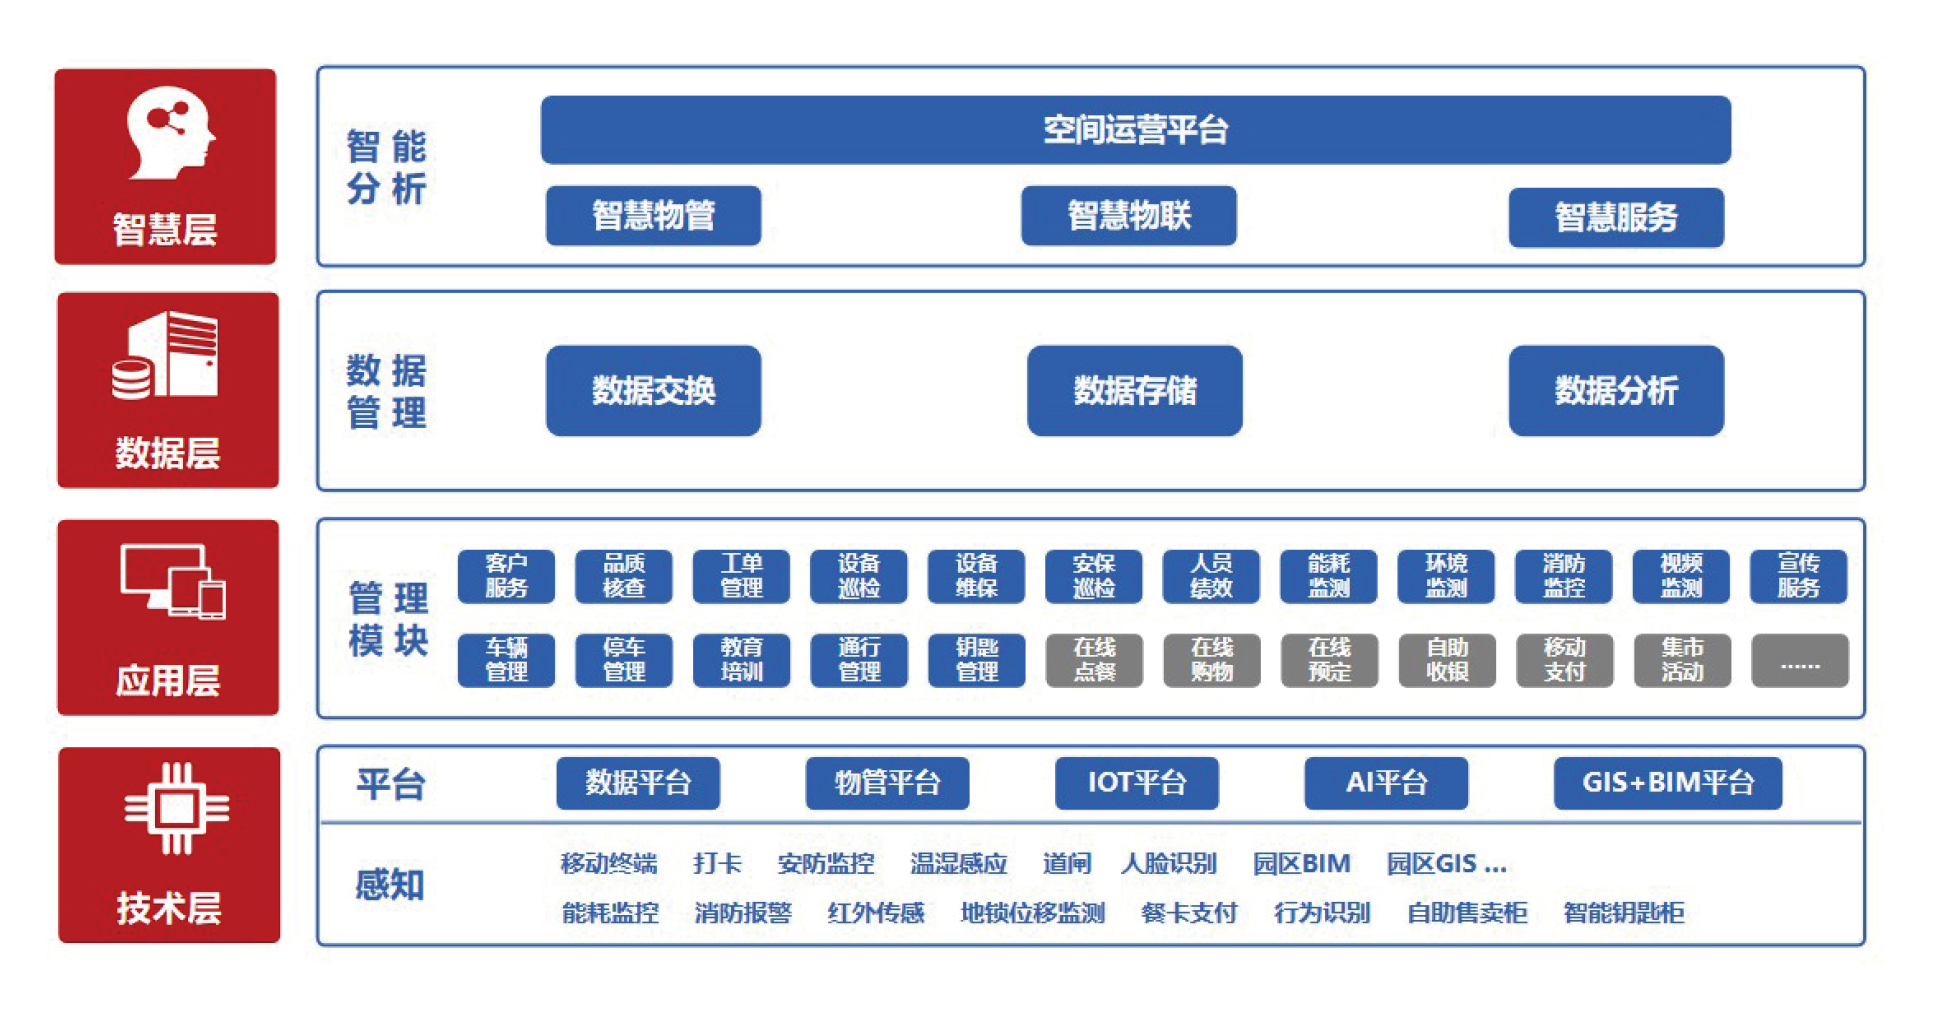 智慧层
智 能
分 析
空间运营平台
智慧物管
智慧物联
智慧服务
数据层
数 据
管 理
数据交换
数据存储
数据分析
应用层
管 理
模 块
客户
服务
品质
核查
工单
管理
设备
巡检
设备
维保
安保
巡检
人员
绩效
能耗
监测
环境
监测
消防
监控
视频
监测
宣传
服务
车辆
管理
停车
管理
教育
培训
通行
管理
钥匙
管理
在线
点餐
在线
购物
在线
预定
自助
收银
移动
支付
集市
活动
......
技术层
平台
数据平台
物管平台
IOT平台
AI平台
GIS+BIM平台
感知
移动终端 打卡 安防监控 温湿感应 道闸 人脸识别 园区BIM 园区GIS ...
能耗监控 消防报警 红外传感 地锁位移监测 餐卡支付 行为识别 自助售卖柜 智能钥匙柜